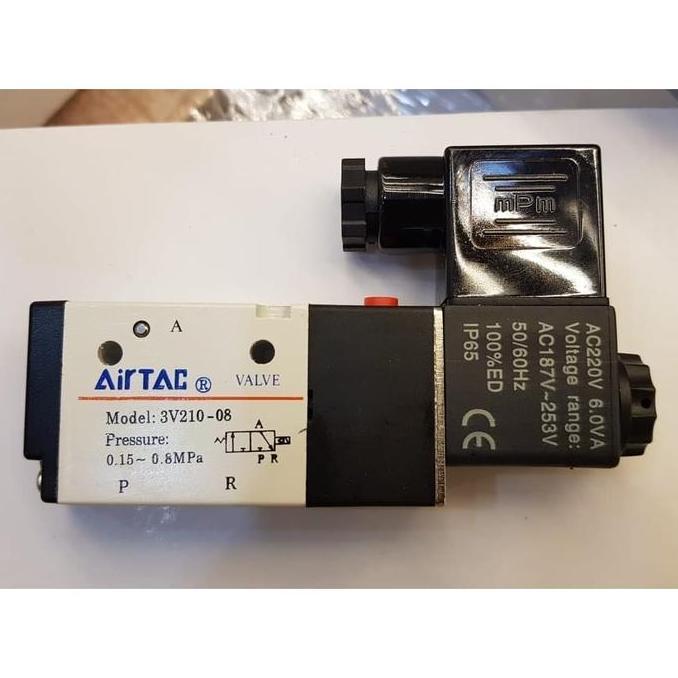 mPm
A
AirTAC ® VALVE
Model: 3V210-08
Pressure:
0.15~0.8MPa
A
P R
P R
AC220V 6.0VA
Voltage range:
AC187V~253V
50/60Hz
100%ED
IP65
CE